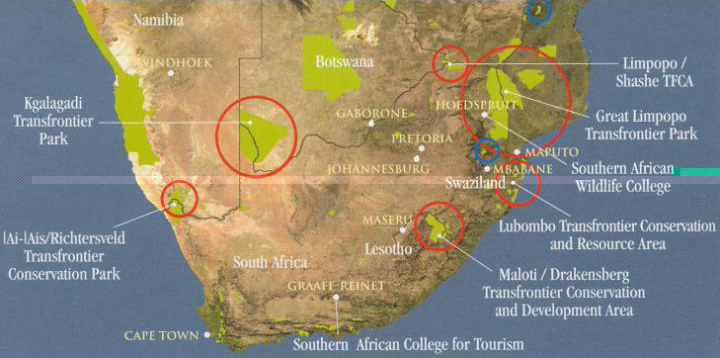 Namibia
WINDHOEK
Botswana
Limpopo /
Shashe TFCA
Kgalagadi
Transfrontier
Park
GABORONE
HOEDSPRUIT
Great Limpopo
Transfrontier Park
PRETORIA
MAPUTO
JOHANNESBURG
MBABANE
Southern African
Wildlife College
Swaziland
|Ai-|Ais/Richtersveld
Transfrontier
Conservation Park
MASERU
Lesotho
Lubombo Transfrontier Conservation
and Resource Area
South Africa
Maloti / Drakensberg
Transfrontier Conservation
and Development Area
GRAAFF-REINET
CAPE TOWN
Southern African College for Tourism